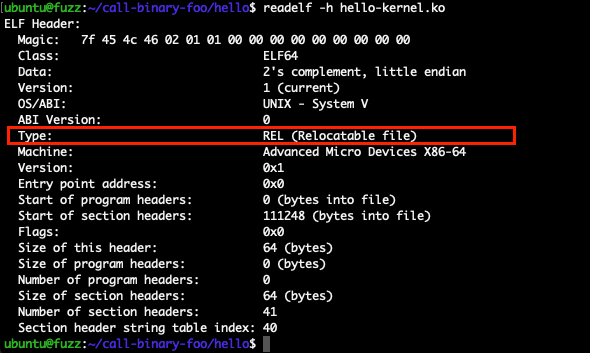 ubuntu@fuzz:~/call-binary-foo/hello$ readelf -h hello-kernel.ko
ELF Header:
  Magic:   7f 45 4c 46 02 01 01 00 00 00 00 00 00 00 00 00
  Class:                             ELF64
  Data:                              2's complement, little endian
  Version:                           1 (current)
  OS/ABI:                            UNIX - System V
  ABI Version:                       0
  Type:                              REL (Relocatable file)
  Machine:                           Advanced Micro Devices X86-64
  Version:                           0x1
  Entry point address:               0x0
  Start of program headers:          0 (bytes into file)
  Start of section headers:          111248 (bytes into file)
  Flags:                             0x0
  Size of this header:               64 (bytes)
  Size of program headers:           0 (bytes)
  Number of program headers:         0
  Size of section headers:           64 (bytes)
  Number of section headers:         41
  Section header string table index: 40
ubuntu@fuzz:~/call-binary-foo/hello$